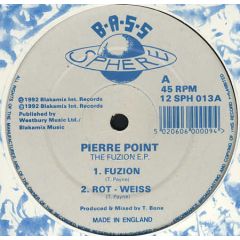 B·A·S·S
SPHERE
A
45 RPM
12 SPH 013A
℗1992 Blakamix Int. Records
©1992 Blakamix Int. Records
Published by
Westbury Music Ltd./
Blakamix Music
5 020606 000094
PIERRE POINT
THE FUZION E.P.
1. FUZION
(T. Payne)
2. ROT - WEISS
(T. Payne)
Produced & Mixed by T. Bone
MADE IN ENGLAND